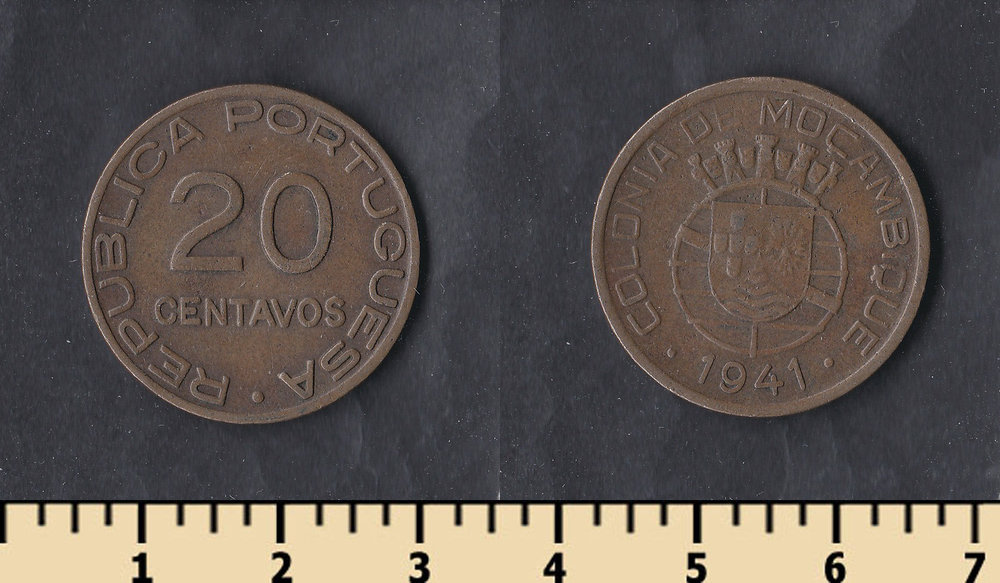 REPUBLICA PORTUGUESA
20
CENTAVOS
COLONIA DE MOÇAMBIQUE
1941
1 2 3 4 5 6 7